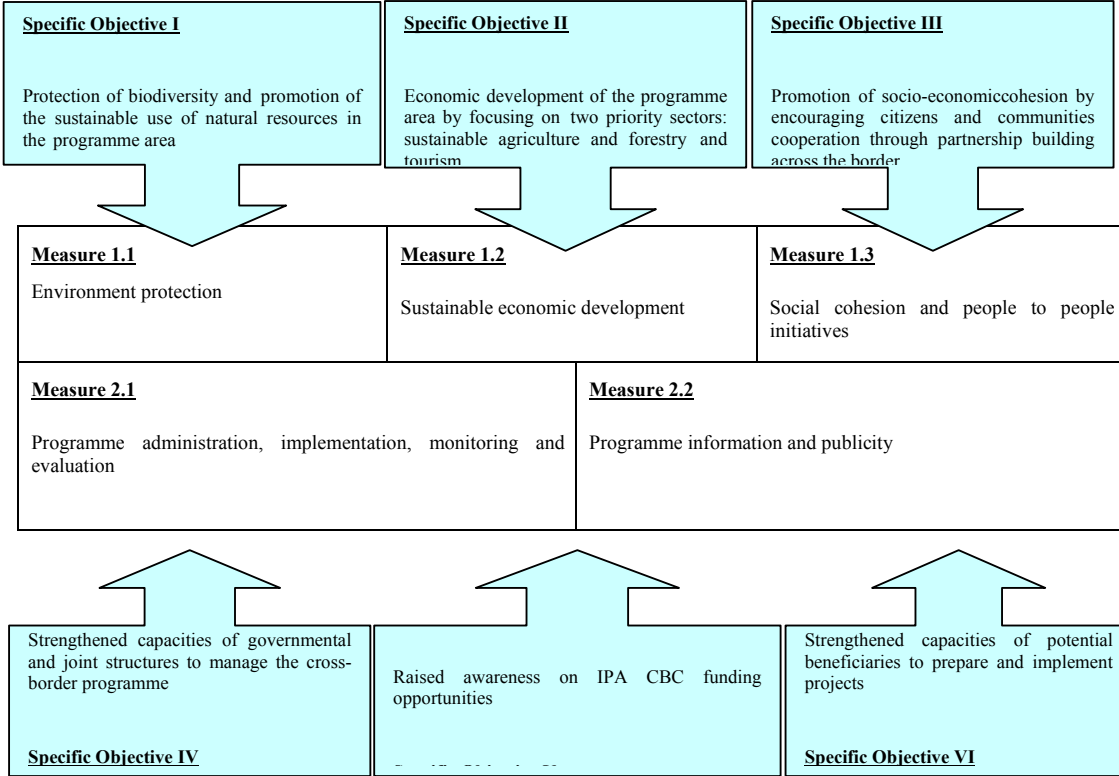 Specific Objective I
Protection of biodiversity and promotion of
the sustainable use of natural resources in
the programme area
Specific Objective II
Economic development of the programme
area by focusing on two priority sectors:
sustainable agriculture and forestry and
tourism
Specific Objective III
Promotion of socio-economiccohesion by
encouraging citizens and communities
cooperation through partnership building
across the border
Measure 1.1
Environment protection
Measure 1.2
Sustainable economic development
Measure 1.3
Social cohesion and people to people
initiatives
Measure 2.1
Programme administration, implementation, monitoring and
evaluation
Measure 2.2
Programme information and publicity
Strengthened capacities of governmental
and joint structures to manage the cross-
border programme
Specific Objective IV
Raised awareness on IPA CBC funding
opportunities
Strengthened capacities of potential
beneficiaries to prepare and implement
projects
Specific Objective VI